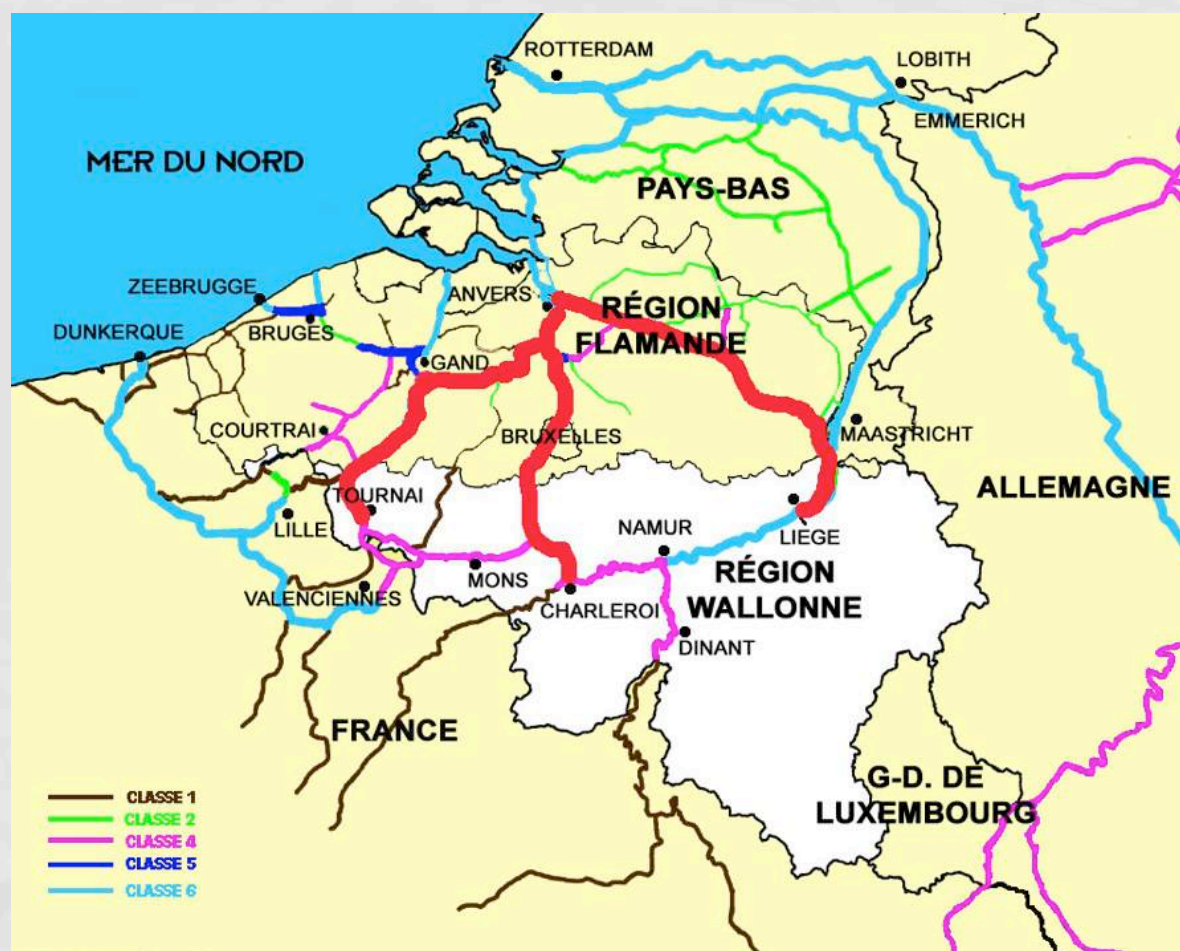 ROTTERDAM
LOBITH
EMMERICH
MER DU NORD
PAYS-BAS
ZEEBRUGGE
ANVERS
RÉGION
FLAMANDE
DUNKERQUE
BRUGES
GAND
COURTRAI
BRUXELLES
MAASTRICHT
ALLEMAGNE
TOURNAI
LILLE
NAMUR
LIEGE
MONS
RÉGION
WALLONNE
VALENCIENNES
CHARLEROI
DINANT
FRANCE
G-D. DE
LUXEMBOURG
CLASSE 1
CLASSE 2
CLASSE 4
CLASSE 5
CLASSE 6